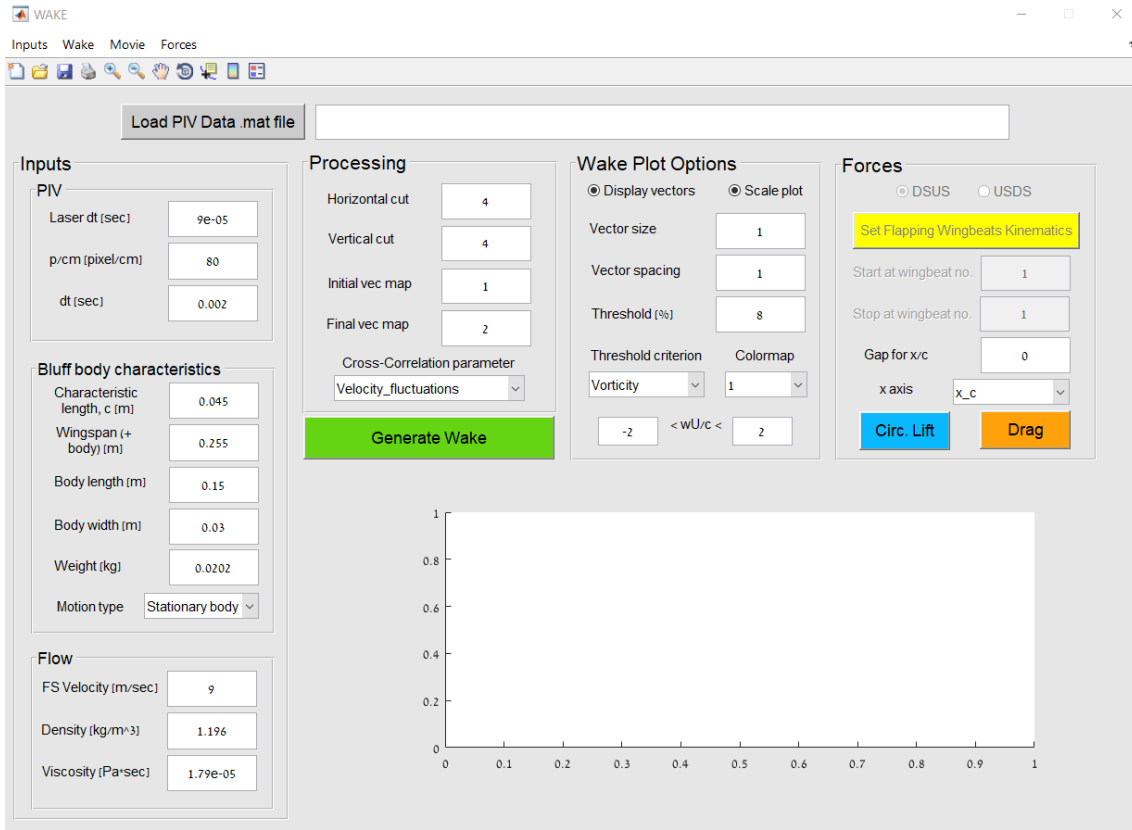 WAKE
Inputs Wake Movie Forces
Load PIV Data .mat file
Inputs
PIV
Laser dt [sec] 9e-05
p/cm [pixel/cm] 80
dt [sec] 0.002
Bluff body characteristics
Characteristic
length, c [m] 0.045
Wingspan (+
body) [m] 0.255
Body length [m] 0.15
Body width [m] 0.03
Weight [kg] 0.0202
Motion type Stationary body
Flow
FS Velocity [m/sec] 9
Density [kg/m^3] 1.196
Viscosity [Pa*sec] 1.79e-05
Processing
Horizontal cut 4
Vertical cut 4
Initial vec map 1
Final vec map 2
Cross-Correlation parameter
Velocity_fluctuations
Generate Wake
Wake Plot Options
Display vectors Scale plot
Vector size 1
Vector spacing 1
Threshold [%] 8
Threshold criterion Colormap
Vorticity 1
-2 < wU/c < 2
Forces
DSUS USDS
Set Flapping Wingbeats Kinematics
Start at wingbeat no. 1
Stop at wingbeat no. 1
Gap for x/c 0
x axis x_c
Circ. Lift Drag
1
0.8
0.6
0.4
0.2
0
0 0.1 0.2 0.3 0.4 0.5 0.6 0.7 0.8 0.9 1